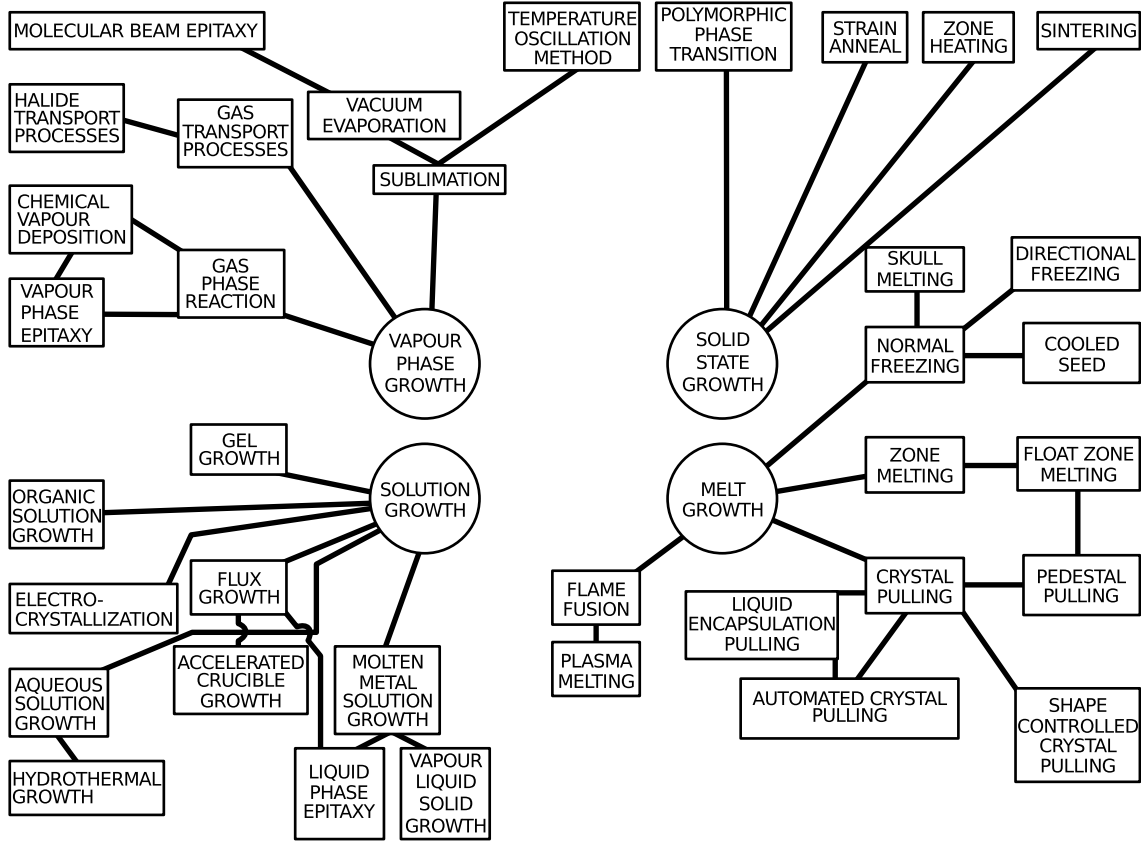 MOLECULAR BEAM EPITAXY
TEMPERATURE
OSCILLATION
METHOD
POLYMORPHIC
PHASE
TRANSITION
STRAIN
ANNEAL
ZONE
HEATING
SINTERING
HALIDE
TRANSPORT
PROCESSES
GAS
TRANSPORT
PROCESSES
VACUUM
EVAPORATION
SUBLIMATION
CHEMICAL
VAPOUR
DEPOSITION
GAS
PHASE
REACTION
VAPOUR
PHASE
EPITAXY
VAPOUR
PHASE
GROWTH
SOLID
STATE
GROWTH
SKULL
MELTING
DIRECTIONAL
FREEZING
NORMAL
FREEZING
COOLED
SEED
GEL
GROWTH
ORGANIC
SOLUTION
GROWTH
SOLUTION
GROWTH
MELT
GROWTH
ZONE
MELTING
FLOAT ZONE
MELTING
ELECTRO-
CRYSTALLIZATION
FLUX
GROWTH
FLAME
FUSION
PLASMA
MELTING
LIQUID
ENCAPSULATION
PULLING
CRYSTAL
PULLING
PEDESTAL
PULLING
AQUEOUS
SOLUTION
GROWTH
ACCELERATED
CRUCIBLE
GROWTH
MOLTEN
METAL
SOLUTION
GROWTH
AUTOMATED CRYSTAL
PULLING
SHAPE
CONTROLLED
CRYSTAL
PULLING
HYDROTHERMAL
GROWTH
LIQUID
PHASE
EPITAXY
VAPOUR
LIQUID
SOLID
GROWTH